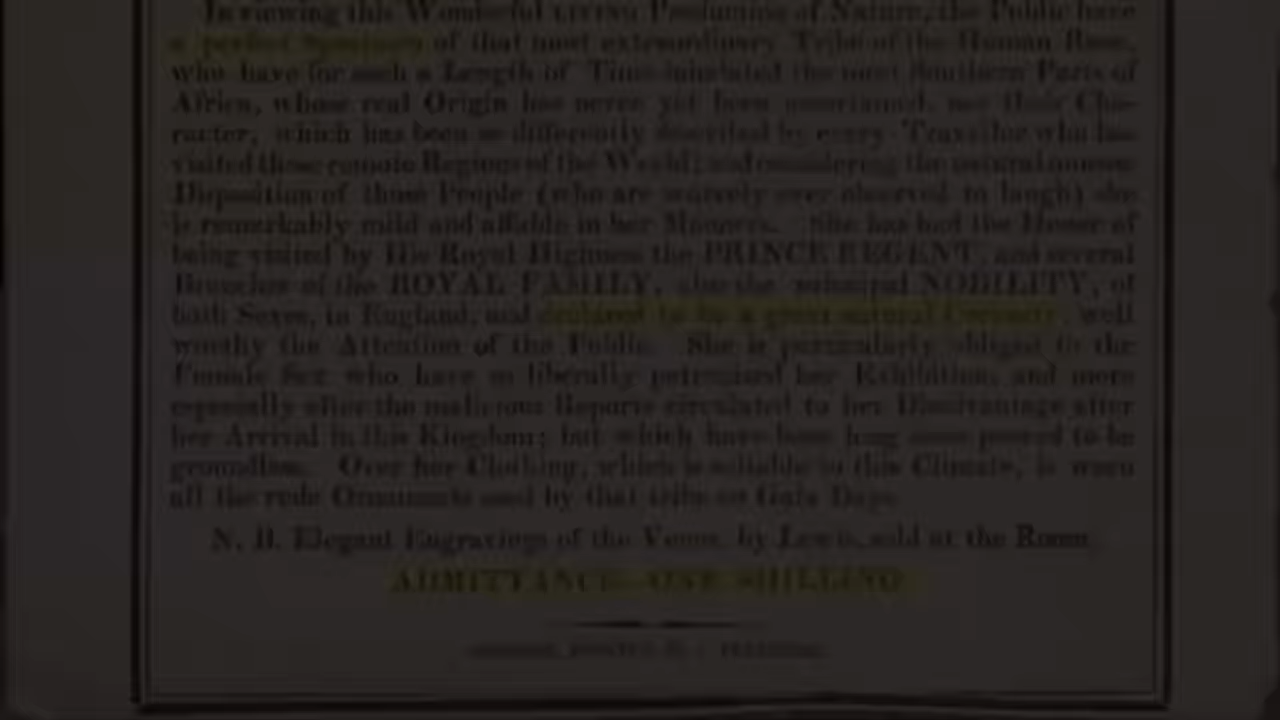 In viewing this Wonderful LIVING Production of Nature, the Public have
a perfect Specimen of that most extraordinary Tribe of the Human Race,
who have for such a Length of Time inhabited the most Southern Parts of
Africa, whose real Origin has never yet been ascertained, nor their Cha-
racter, which has been so differently described by every Traveller who has
visited those remote Regions of the World; and considering the natural morose
Disposition of those People (who are scarcely ever observed to laugh) she
is remarkably mild and affable in her Manners. She has had the Honor of
being visited by His Royal Highness the PRINCE REGENT, and several
Branches of the ROYAL FAMILY, also the principal NOBILITY, of
both Sexes, in England, and declared to be a great natural Curiosity, well
worthy the Attention of the Public. She is particularly obliged to the
Female Sex who have so liberally patronized her Exhibition, and more
especially after the malicious Reports circulated to her Disadvantage after
her Arrival in this Kingdom; but which have been long since proved to be
groundless. Over her Clothing, which is suitable to this Climate, is worn
all the rude Ornaments used by that tribe on Gala Days.
N. B. Elegant Engravings of the Venus, by Lewis, sold at the Room.
ADMITTANCE—ONE SHILLING